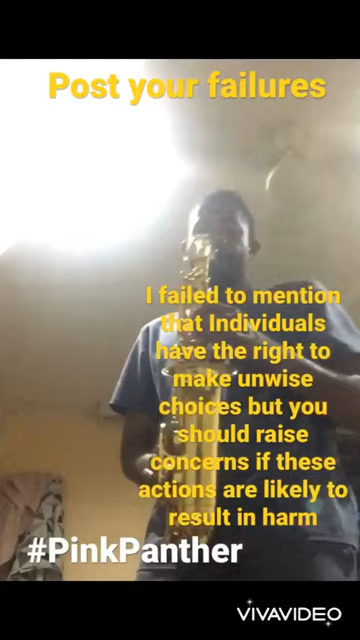 Post your failures
I failed to mention
that Individuals
have the right to
make unwise
choices but you
should raise
concerns if these
actions are likely to
result in harm
#PinkPanther
VIVAVIDEO